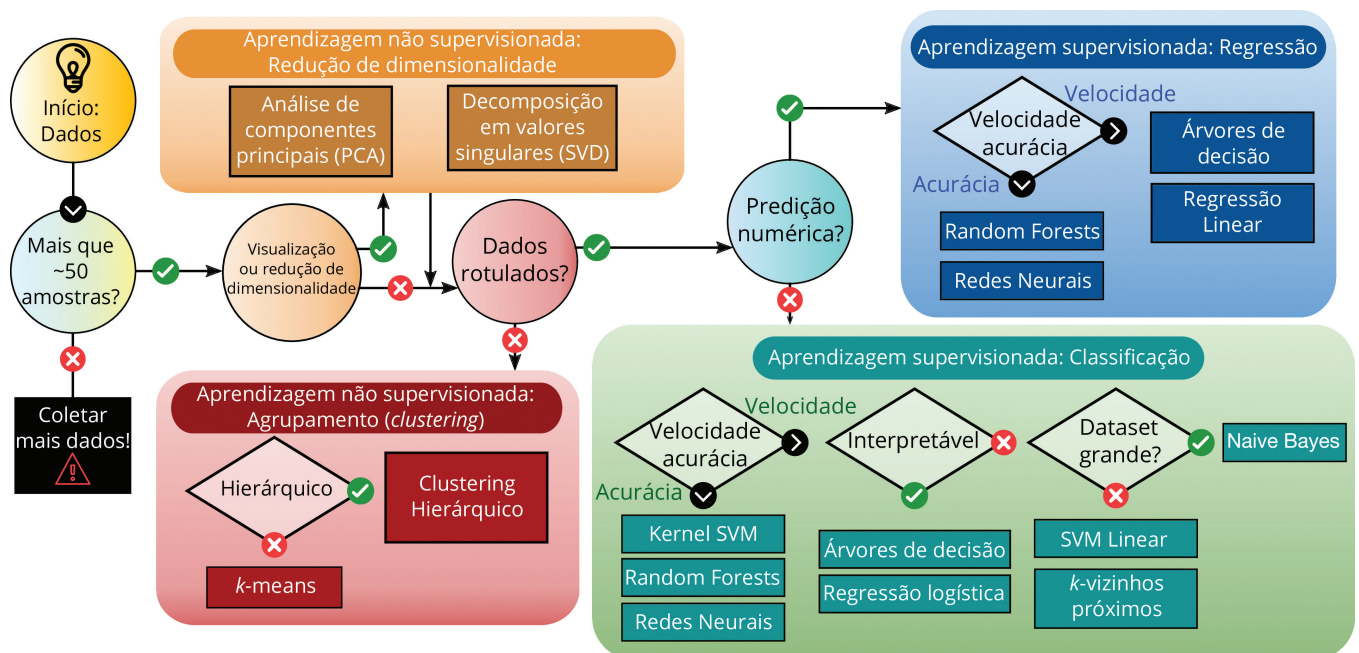 Início:
Dados
Mais que
~50
amostras?
Coletar
mais dados!
Aprendizagem não supervisionada:
Redução de dimensionalidade
Análise de
componentes
principais (PCA)
Decomposição
em valores
singulares (SVD)
Visualização
ou redução de
dimensionalidade
Dados
rotulados?
Aprendizagem não supervisionada:
Agrupamento (clustering)
Hierárquico
Clustering
Hierárquico
k-means
Predição
numérica?
Aprendizagem supervisionada: Regressão
Velocidade
Velocidade
acurácia
Acurácia
Árvores de
decisão
Regressão
Linear
Random Forests
Redes Neurais
Aprendizagem supervisionada: Classificação
Velocidade
Velocidade
acurácia
Acurácia
Kernel SVM
Random Forests
Redes Neurais
Interpretável
Árvores de decisão
Regressão logística
Dataset
grande?
Naive Bayes
SVM Linear
k-vizinhos
próximos